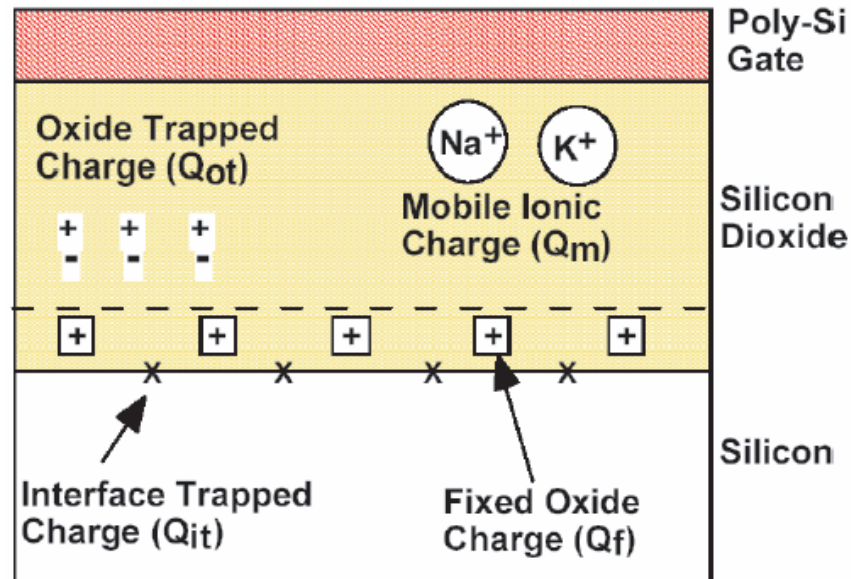 Poly-Si
Gate
Oxide Trapped
Charge (Qot)
Na+
K+
Mobile Ionic
Charge (Qm)
Silicon
Dioxide
+ + +
- - -
+ + + + +
X X X X
Silicon
Interface Trapped
Charge (Qit)
Fixed Oxide
Charge (Qf)